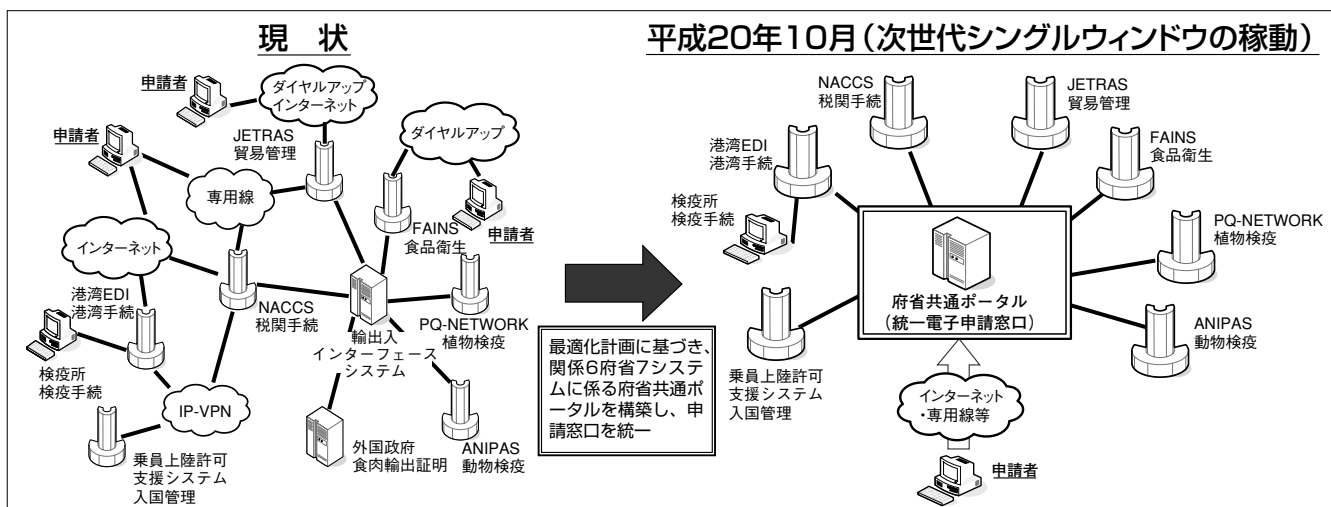 現　状
申請者
ダイヤルアップ
インターネット
申請者
JETRAS
貿易管理
ダイヤルアップ
専用線
申請者
FAINS
食品衛生
インターネット
港湾EDI
港湾手続
NACCS
税関手続
輸出入
インターフェース
システム
PQ-NETWORK
植物検疫
検疫所
検疫手続
IP-VPN
乗員上陸許可
支援システム
入国管理
外国政府
食肉輸出証明
ANIPAS
動物検疫
最適化計画に基づき、
関係6府省7システ
ムに係る府省共通ポ
ータルを構築し、申
請窓口を統一
平成20年10月（次世代シングルウィンドウの稼動）
NACCS
税関手続
JETRAS
貿易管理
港湾EDI
港湾手続
FAINS
食品衛生
検疫所
検疫手続
PQ-NETWORK
植物検疫
府省共通ポータル
（統一電子申請窓口）
ANIPAS
動物検疫
乗員上陸許可
支援システム
入国管理
インターネット
・専用線等
申請者